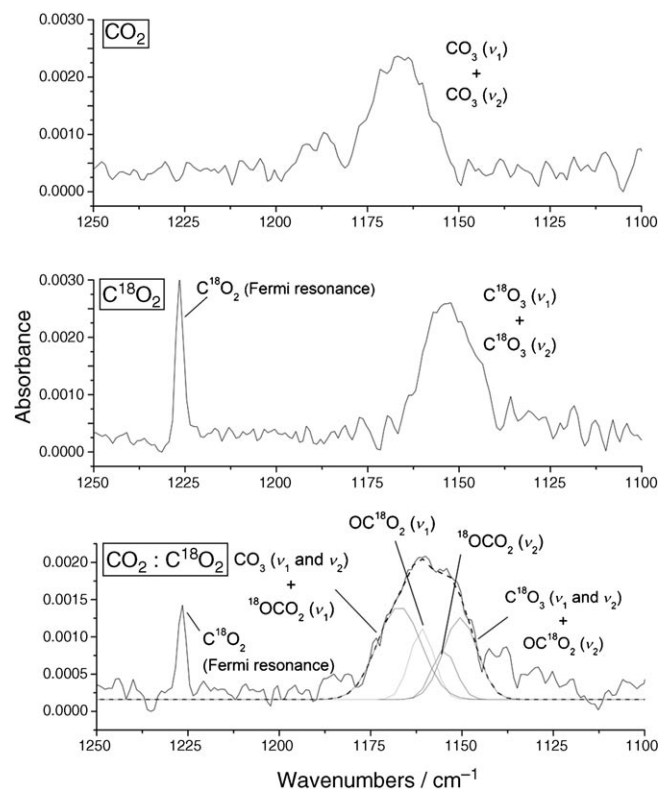 CO₂
CO₃ (ν₁)
+
CO₃ (ν₂)
0.0030
0.0020
0.0010
0.0000
1250 1225 1200 1175 1150 1125 1100
C¹⁸O₂
C¹⁸O₂ (Fermi resonance)
C¹⁸O₃ (ν₁)
+
C¹⁸O₃ (ν₂)
0.0030
0.0020
0.0010
0.0000
1250 1225 1200 1175 1150 1125 1100
Absorbance
CO₂ : C¹⁸O₂
OC¹⁸O₂ (ν₁)
¹⁸OCO₂ (ν₂)
CO₃ (ν₁ and ν₂)
+
¹⁸OCO₂ (ν₁)
C¹⁸O₃ (ν₁ and ν₂)
+
OC¹⁸O₂ (ν₂)
C¹⁸O₂
(Fermi resonance)
0.0020
0.0015
0.0010
0.0005
0.0000
1250 1225 1200 1175 1150 1125 1100
Wavenumbers / cm⁻¹